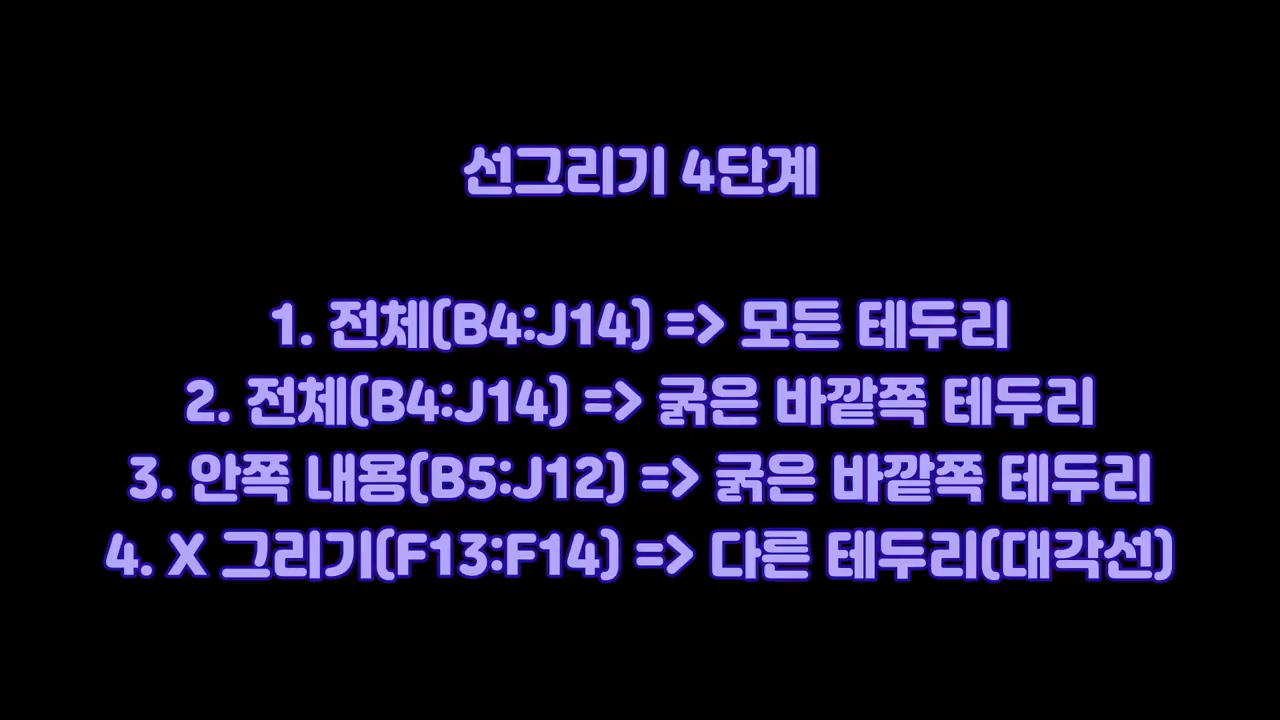 선그리기 4단계
1. 전체(B4:J14) => 모든 테두리
2. 전체(B4:J14) => 굵은 바깥쪽 테두리
3. 안쪽 내용(B5:J12) => 굵은 바깥쪽 테두리
4. X 그리기(F13:F14) => 다른 테두리(대각선)